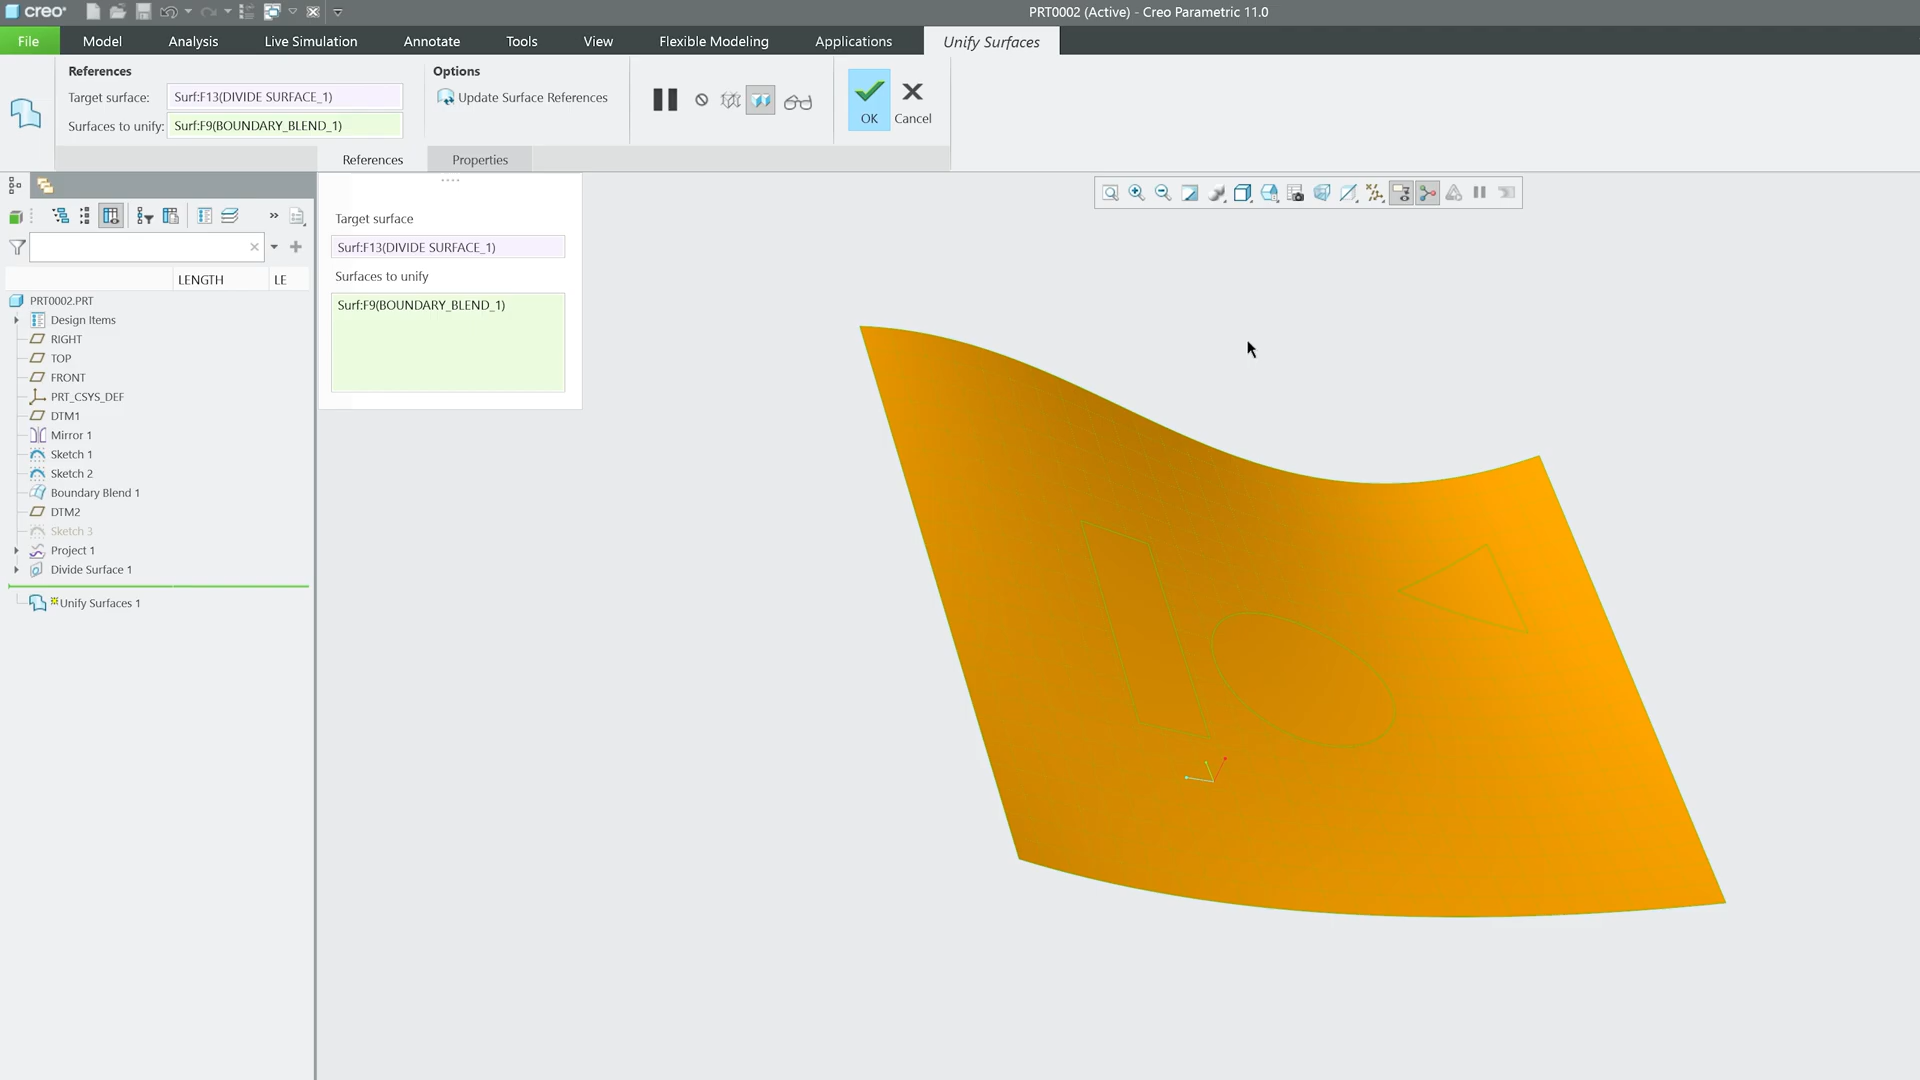 creo
PRT0002 (Active) - Creo Parametric 11.0
File Model Analysis Live Simulation Annotate Tools View Flexible Modeling Applications Unify Surfaces
References
Target surface: Surf:F13(DIVIDE SURFACE_1)
Surfaces to unify: Surf:F9(BOUNDARY_BLEND_1)
Options
Update Surface References
OK Cancel
References Properties
Target surface
Surf:F13(DIVIDE SURFACE_1)
Surfaces to unify
Surf:F9(BOUNDARY_BLEND_1)
LENGTH LE
PRT0002.PRT
Design Items
RIGHT
TOP
FRONT
PRT_CSYS_DEF
DTM1
Mirror 1
Sketch 1
Sketch 2
Boundary Blend 1
DTM2
Sketch 3
Project 1
Divide Surface 1
Unify Surfaces 1